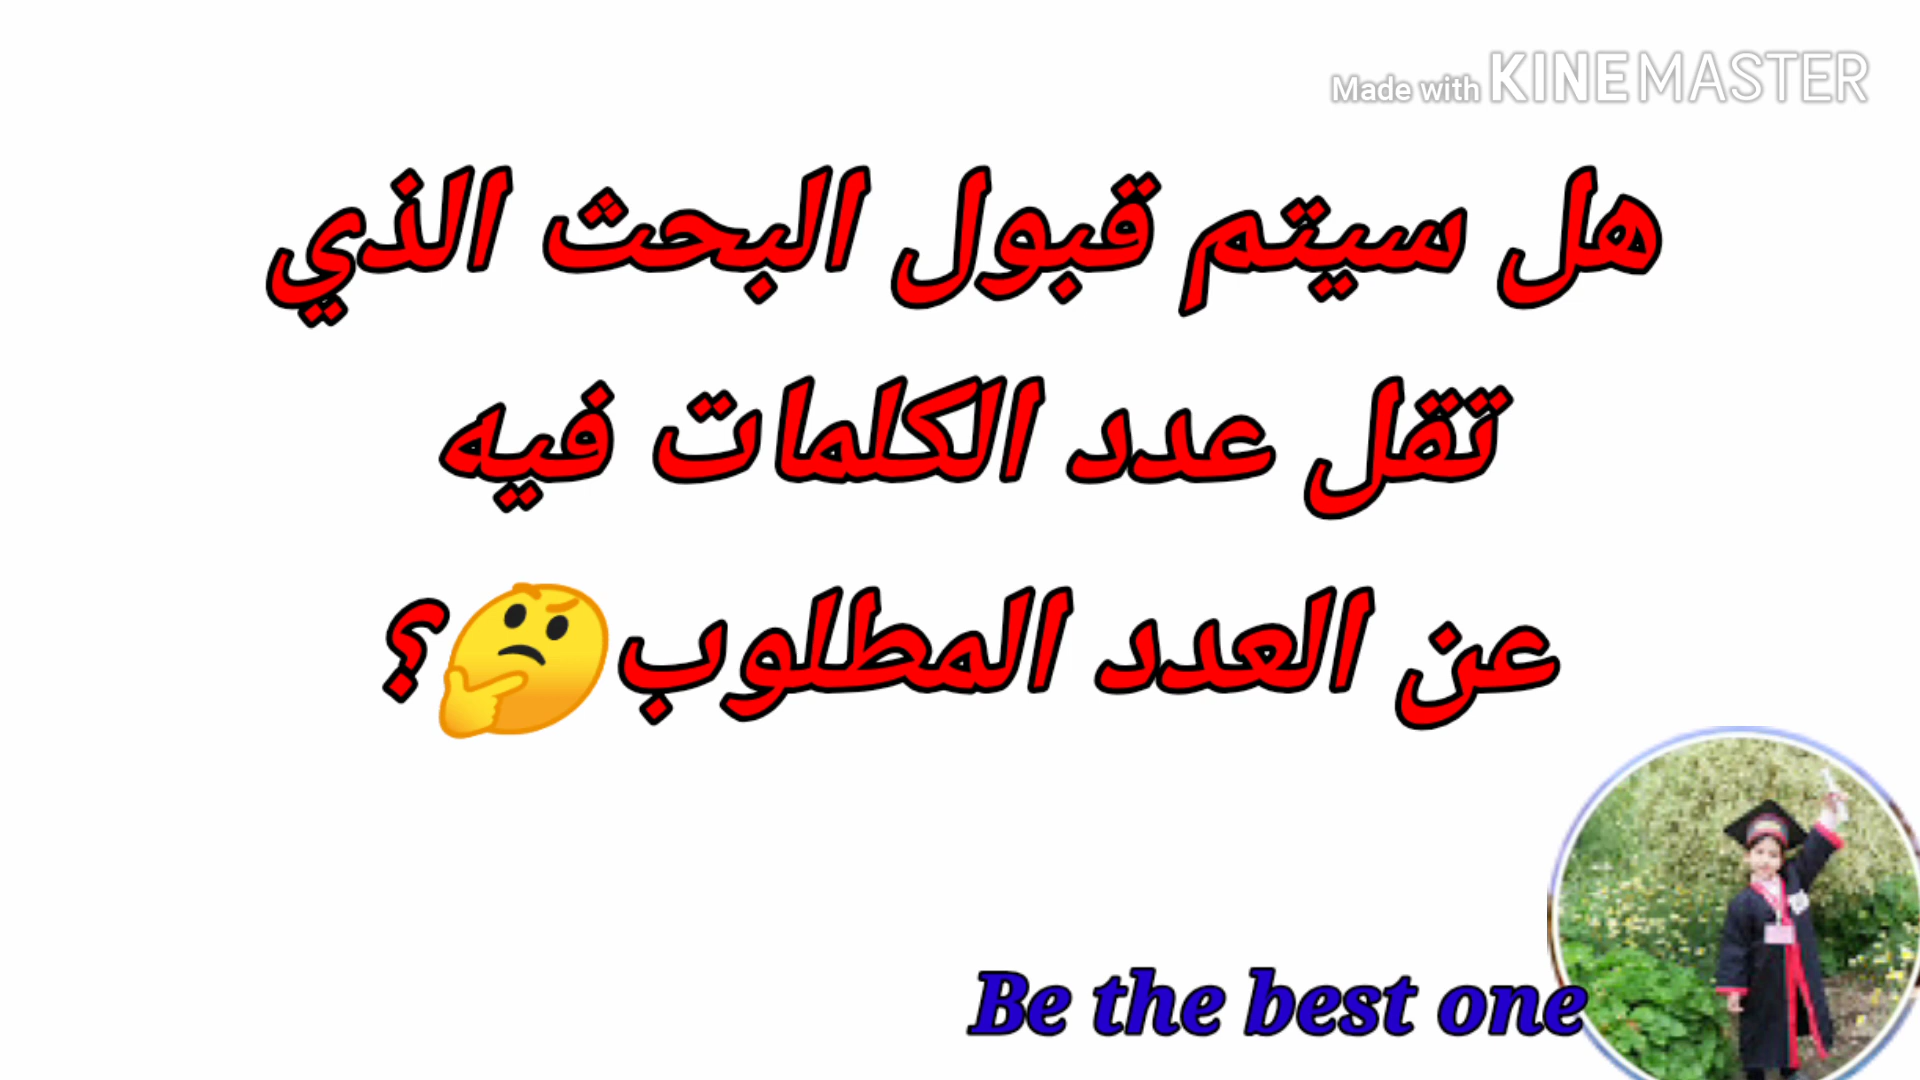 Made with KINEMASTER
هل سيتم قبول البحث الذي
تقل عدد الكلمات فيه
عن العدد المطلوب🤔؟
Be the best one